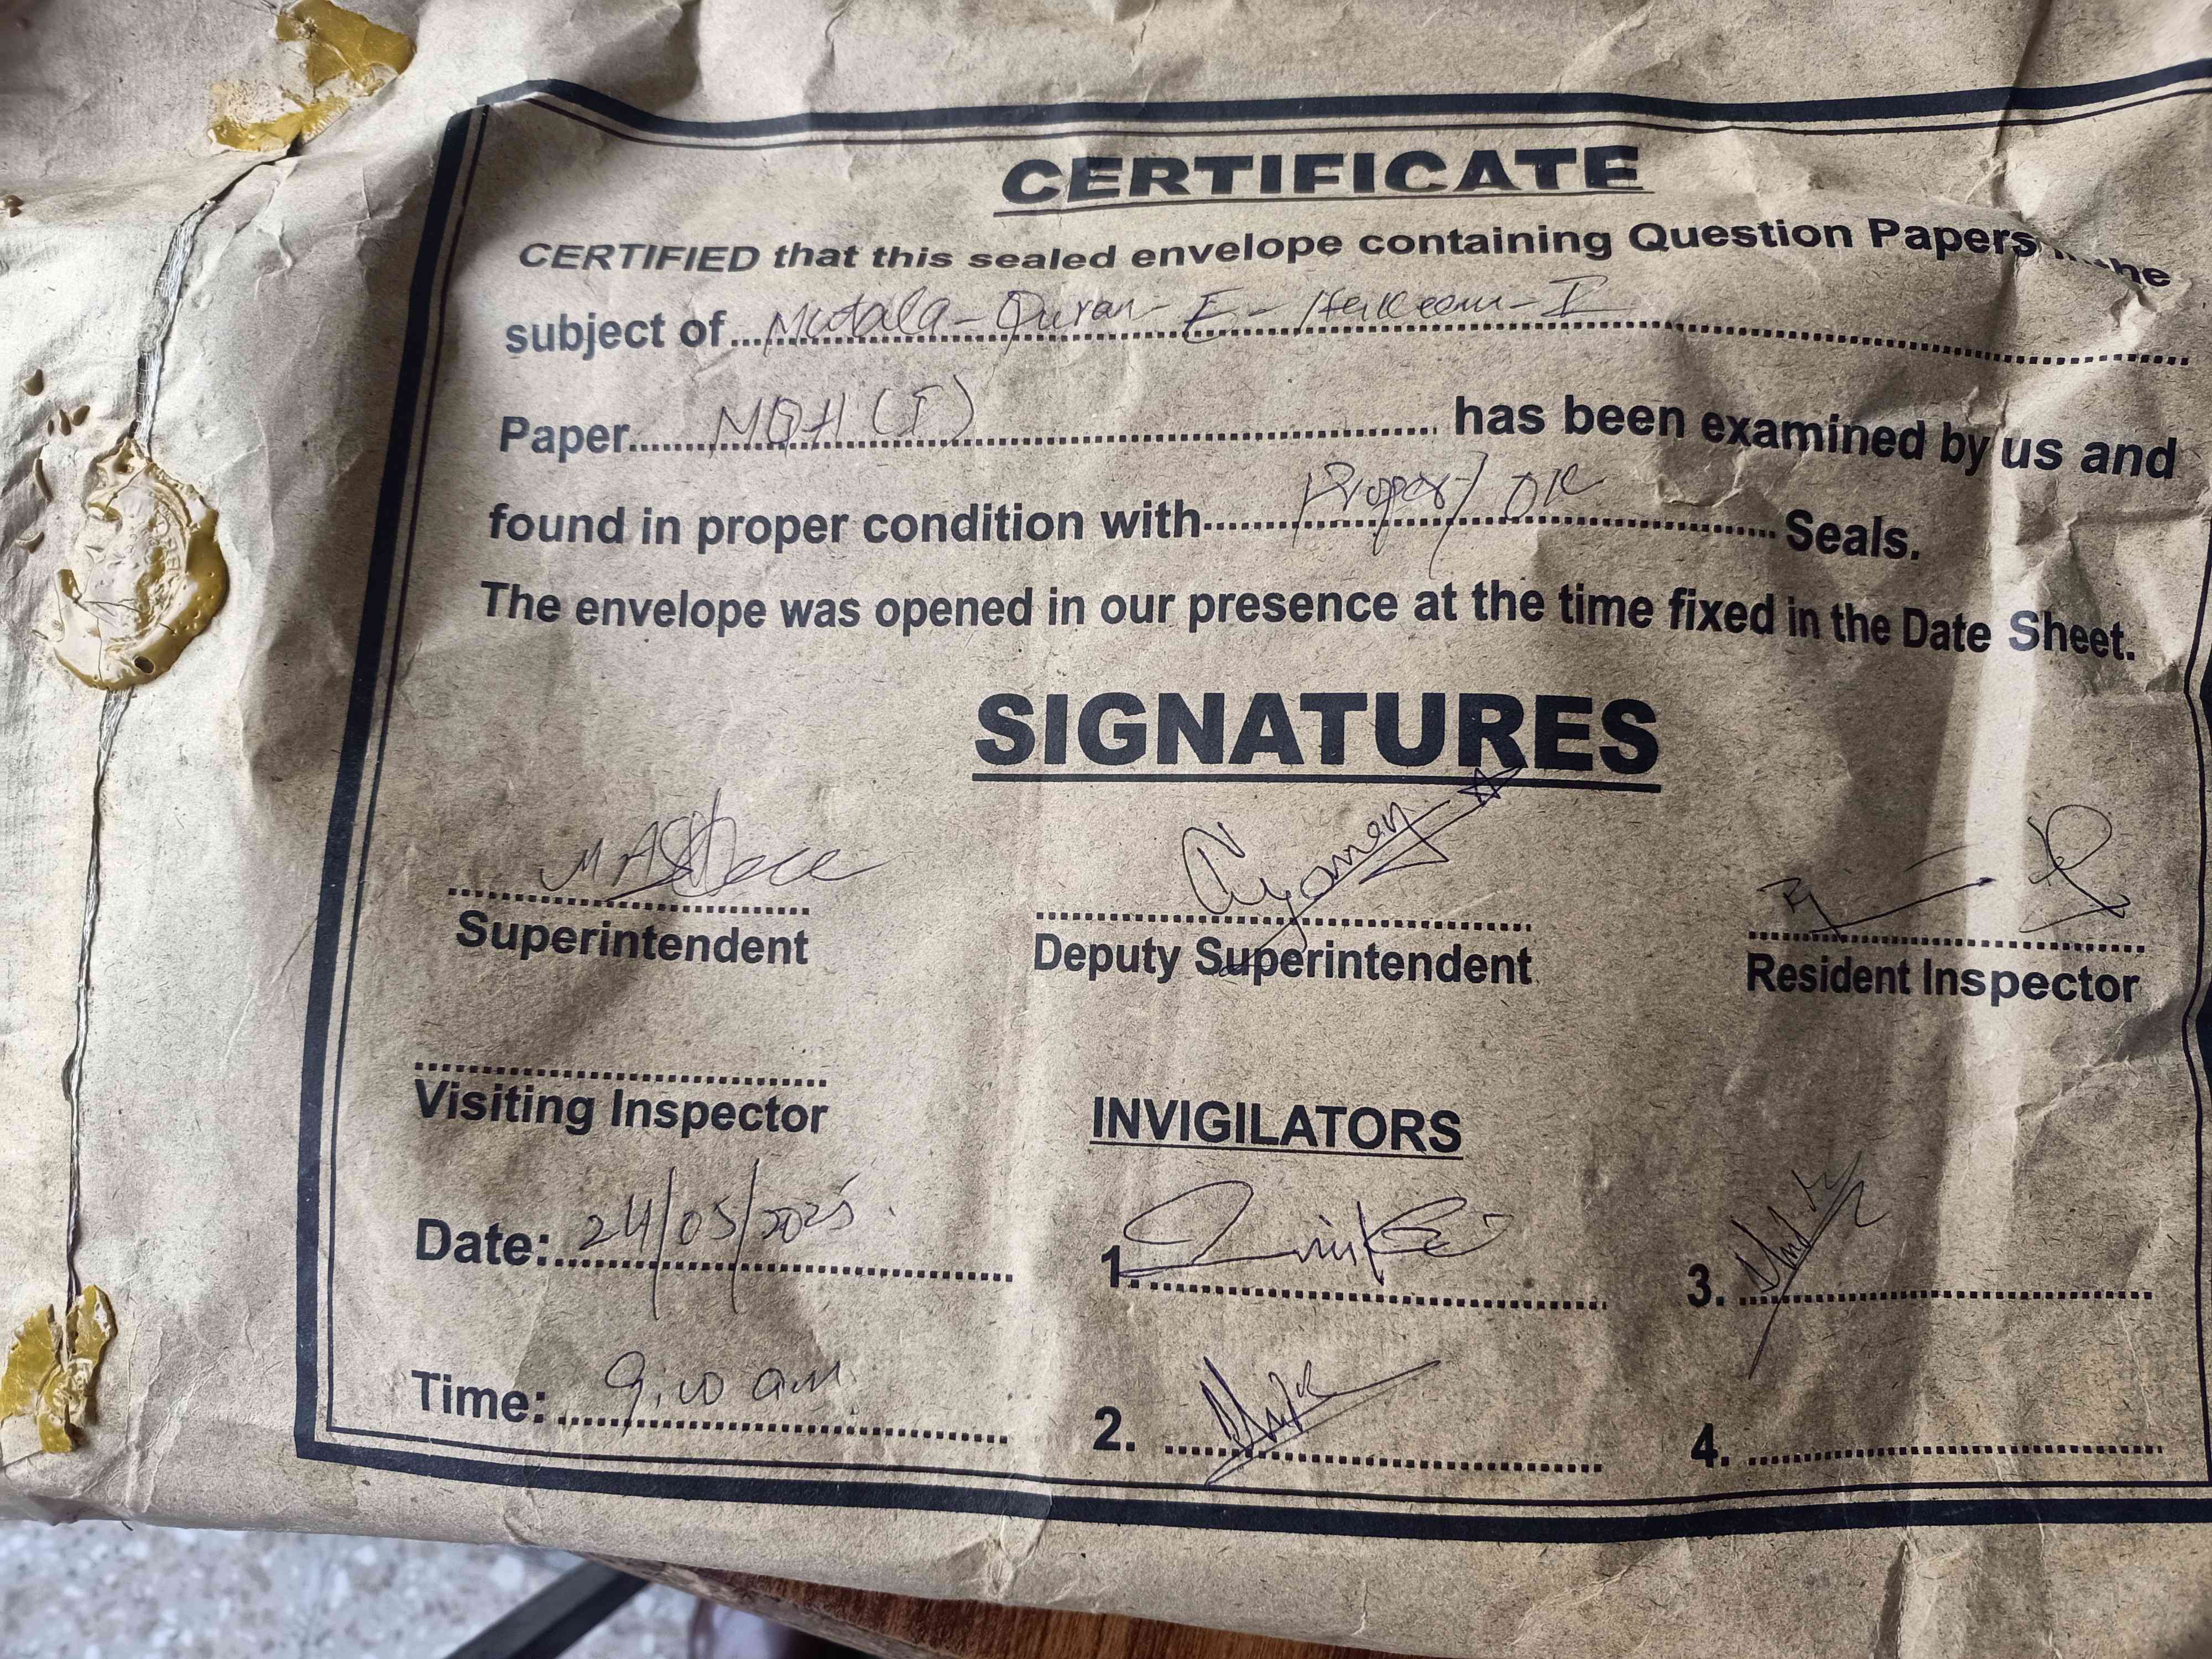 CERTIFICATE
CERTIFIED that this sealed envelope containing Question Papers in the
subject of Mutala-Quran-E-Hakeem-I
Paper MQH (I) has been examined by us and
found in proper condition with Proper/OK Seals.
The envelope was opened in our presence at the time fixed in the Date Sheet.
SIGNATURES
Superintendent Deputy Superintendent Resident Inspector
Visiting Inspector INVIGILATORS
Date: 24/05/2025 1. 3.
Time: 9:00 am. 2. 4.